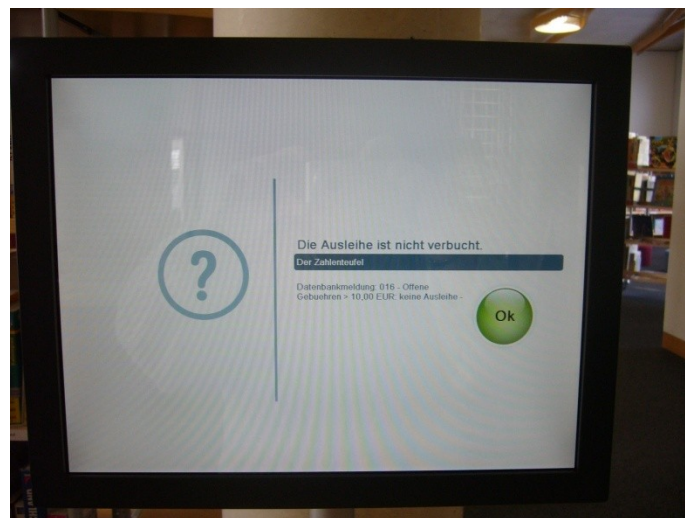 ?
Die Ausleihe ist nicht verbucht.
Der Zahlenteufel
Datenbankmeldung: 016 - Offene
Gebuehren > 10,00 EUR: keine Ausleihe -
Ok